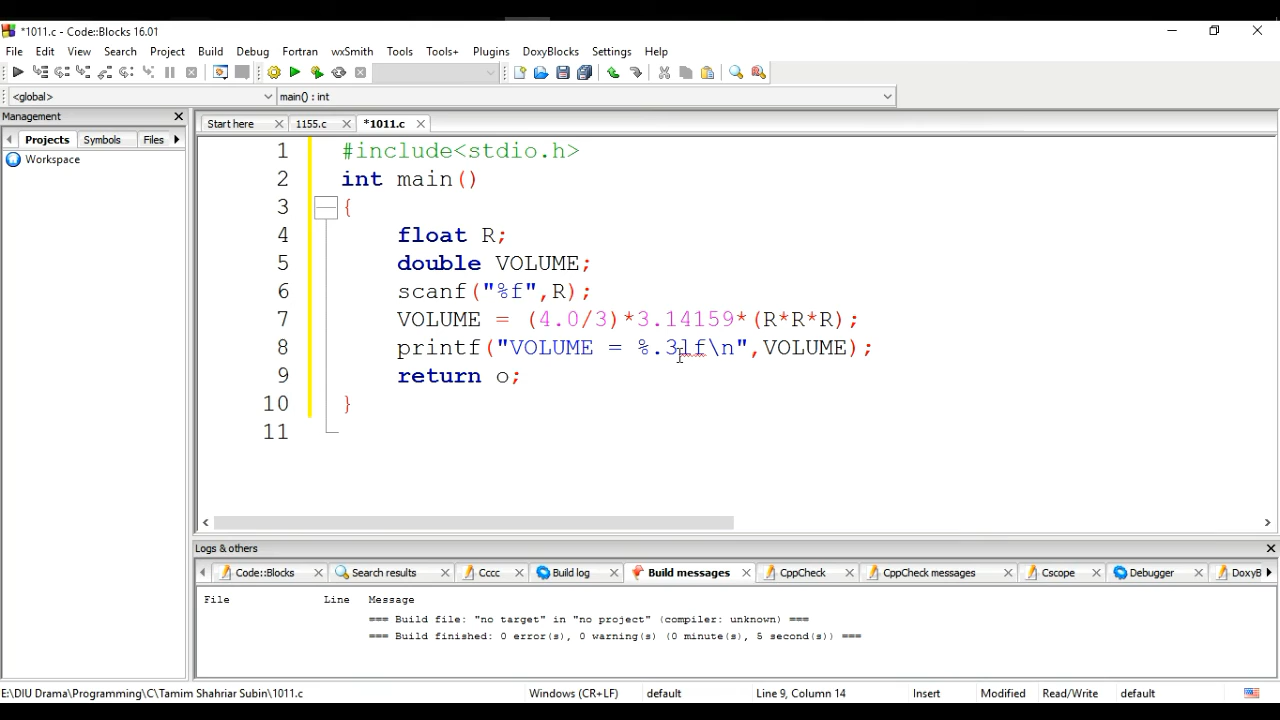 *1011.c - Code::Blocks 16.01
File Edit View Search Project Build Debug Fortran wxSmith Tools Tools+ Plugins DoxyBlocks Settings Help
<global> main() : int
Management
Start here 1155.c *1011.c
Projects Symbols Files
Workspace
1 #include<stdio.h>
2 int main()
3 {
4 float R;
5 double VOLUME;
6 scanf("%f",R);
7 VOLUME = (4.0/3)*3.14159*(R*R*R);
8 printf("VOLUME = %.3lf\n",VOLUME);
9 return o;
10 }
11
Logs & others
Code::Blocks Search results Cccc Build log Build messages CppCheck CppCheck messages Cscope Debugger DoxyB
File Line Message
=== Build file: "no target" in "no project" (compiler: unknown) ===
=== Build finished: 0 error(s), 0 warning(s) (0 minute(s), 5 second(s)) ===
E:\DIU Drama\Programming\C\Tamim Shahriar Subin\1011.c Windows (CR+LF) default Line 9, Column 14 Insert Modified Read/Write default